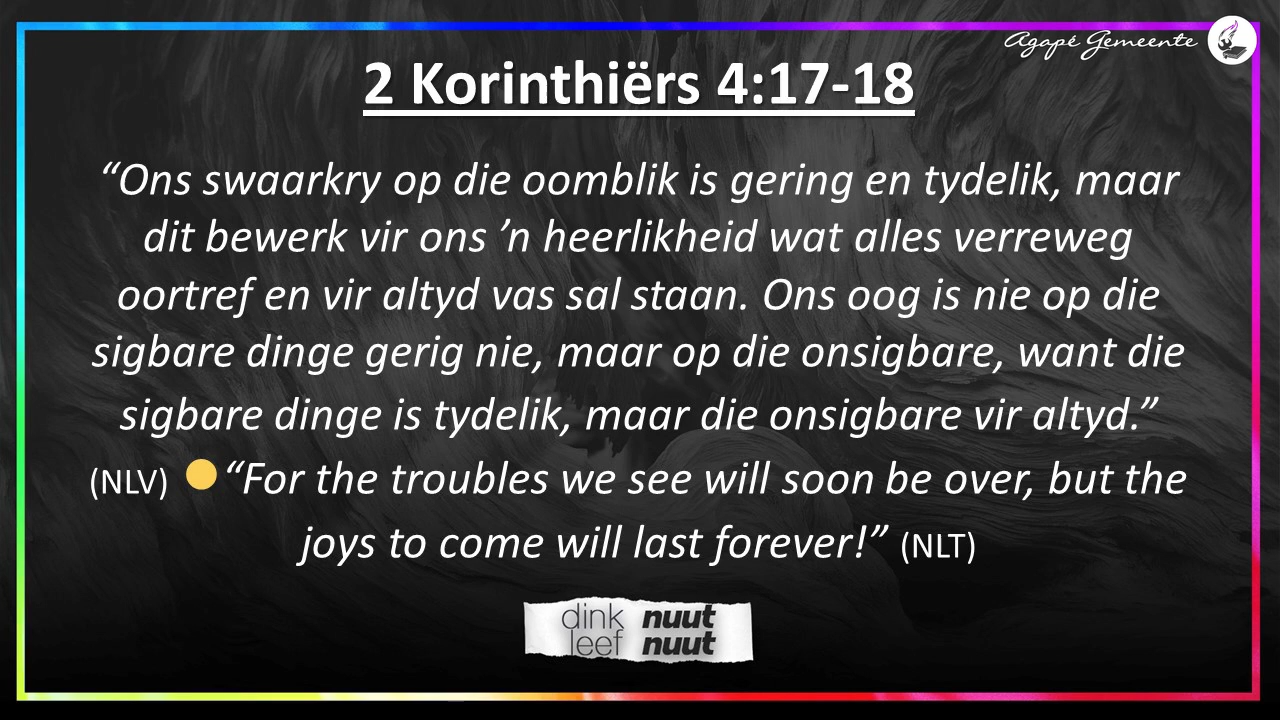 Agapé Gemeente
2 Korinthiërs 4:17-18
“Ons swaarkry op die oomblik is gering en tydelik, maar
dit bewerk vir ons ’n heerlikheid wat alles verreweg
oortref en vir altyd vas sal staan. Ons oog is nie op die
sigbare dinge gerig nie, maar op die onsigbare, want die
sigbare dinge is tydelik, maar die onsigbare vir altyd.”
(NLV) ●“For the troubles we see will soon be over, but the
joys to come will last forever!” (NLT)
dink nuut
leef nuut